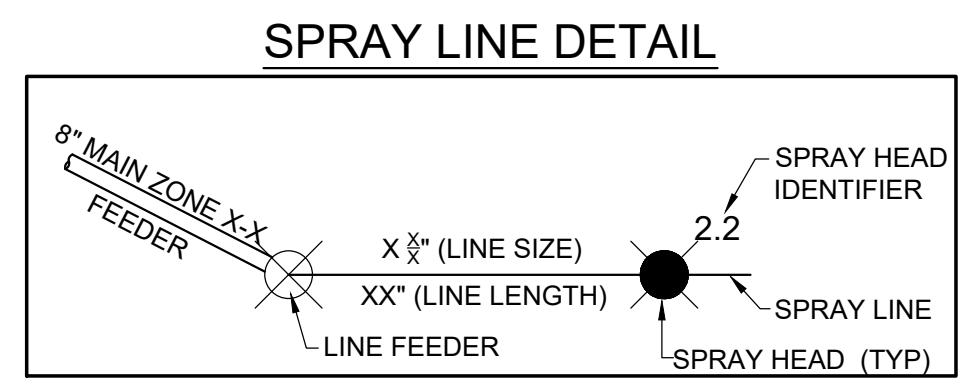 SPRAY LINE DETAIL
8" MAIN ZONE X-X
FEEDER
X X/X" (LINE SIZE)
XX" (LINE LENGTH)
LINE FEEDER
2.2
SPRAY HEAD
IDENTIFIER
SPRAY LINE
SPRAY HEAD (TYP)